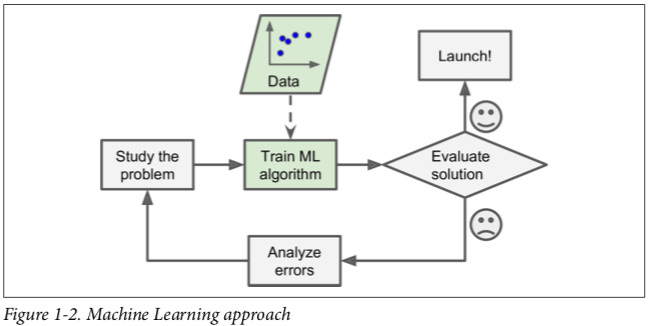 Data
Launch!
Study the
problem
Train ML
algorithm
Evaluate
solution
Analyze
errors
Figure 1-2. Machine Learning approach